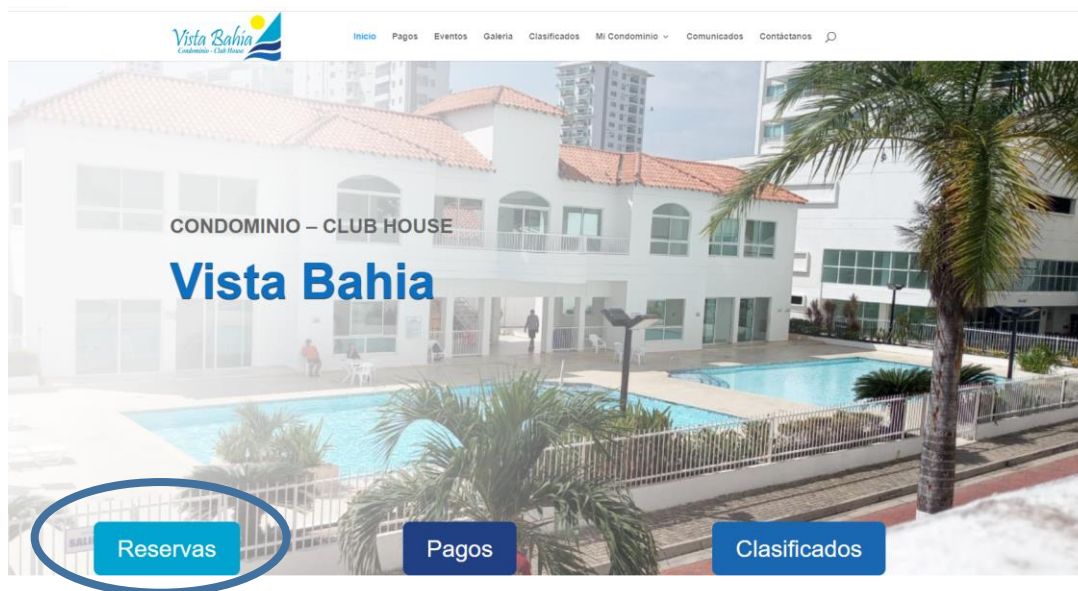 Vista Bahia
Condominio - Club House
Inicio Pagos Eventos Galeria Clasificados Mi Condominio Comunicados Contáctanos
CONDOMINIO – CLUB HOUSE
Vista Bahia
Reservas Pagos Clasificados